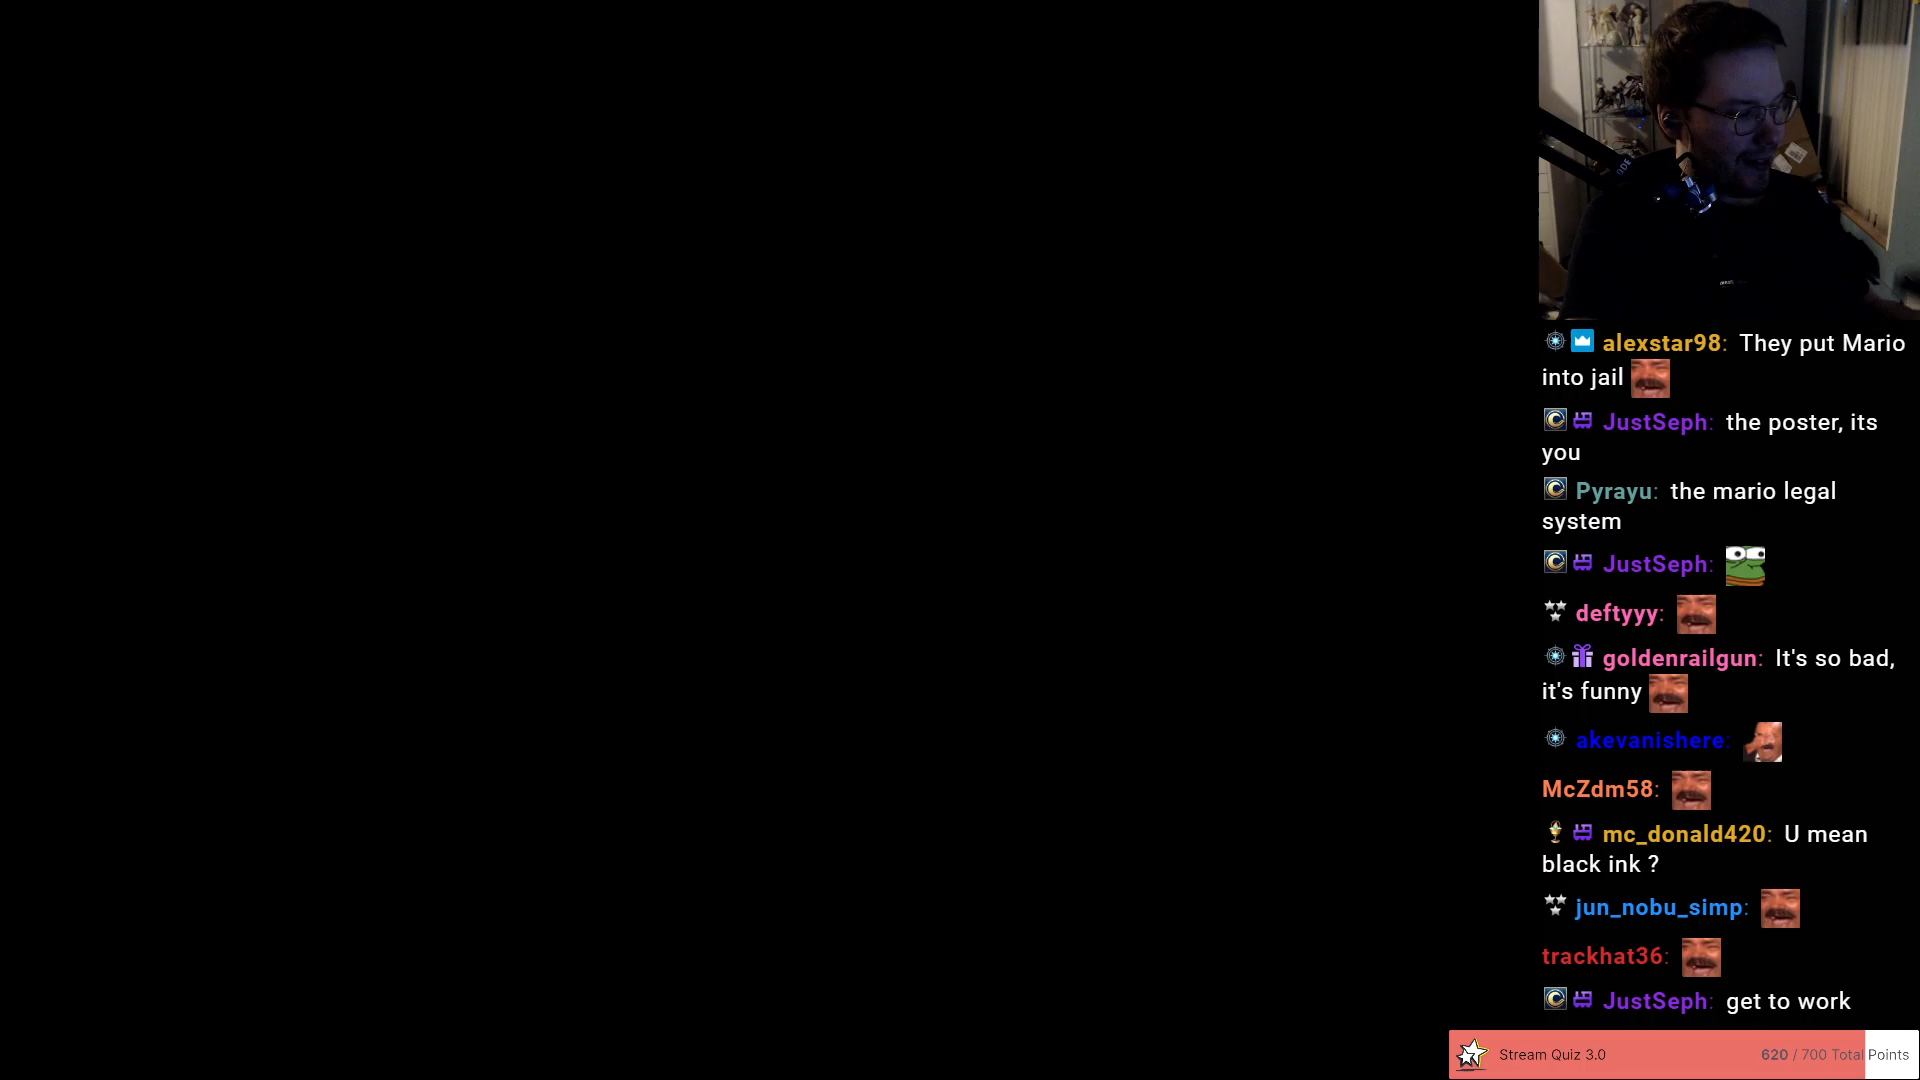 alexstar98: They put Mario
into jail
JustSeph: the poster, its
you
Pyrayu: the mario legal
system
JustSeph:
deftyyy:
goldenrailgun: It's so bad,
it's funny
akevanishere:
McZdm58:
mc_donald420: U mean
black ink ?
jun_nobu_simp:
trackhat36:
JustSeph: get to work
Stream Quiz 3.0 620 / 700 Total Points